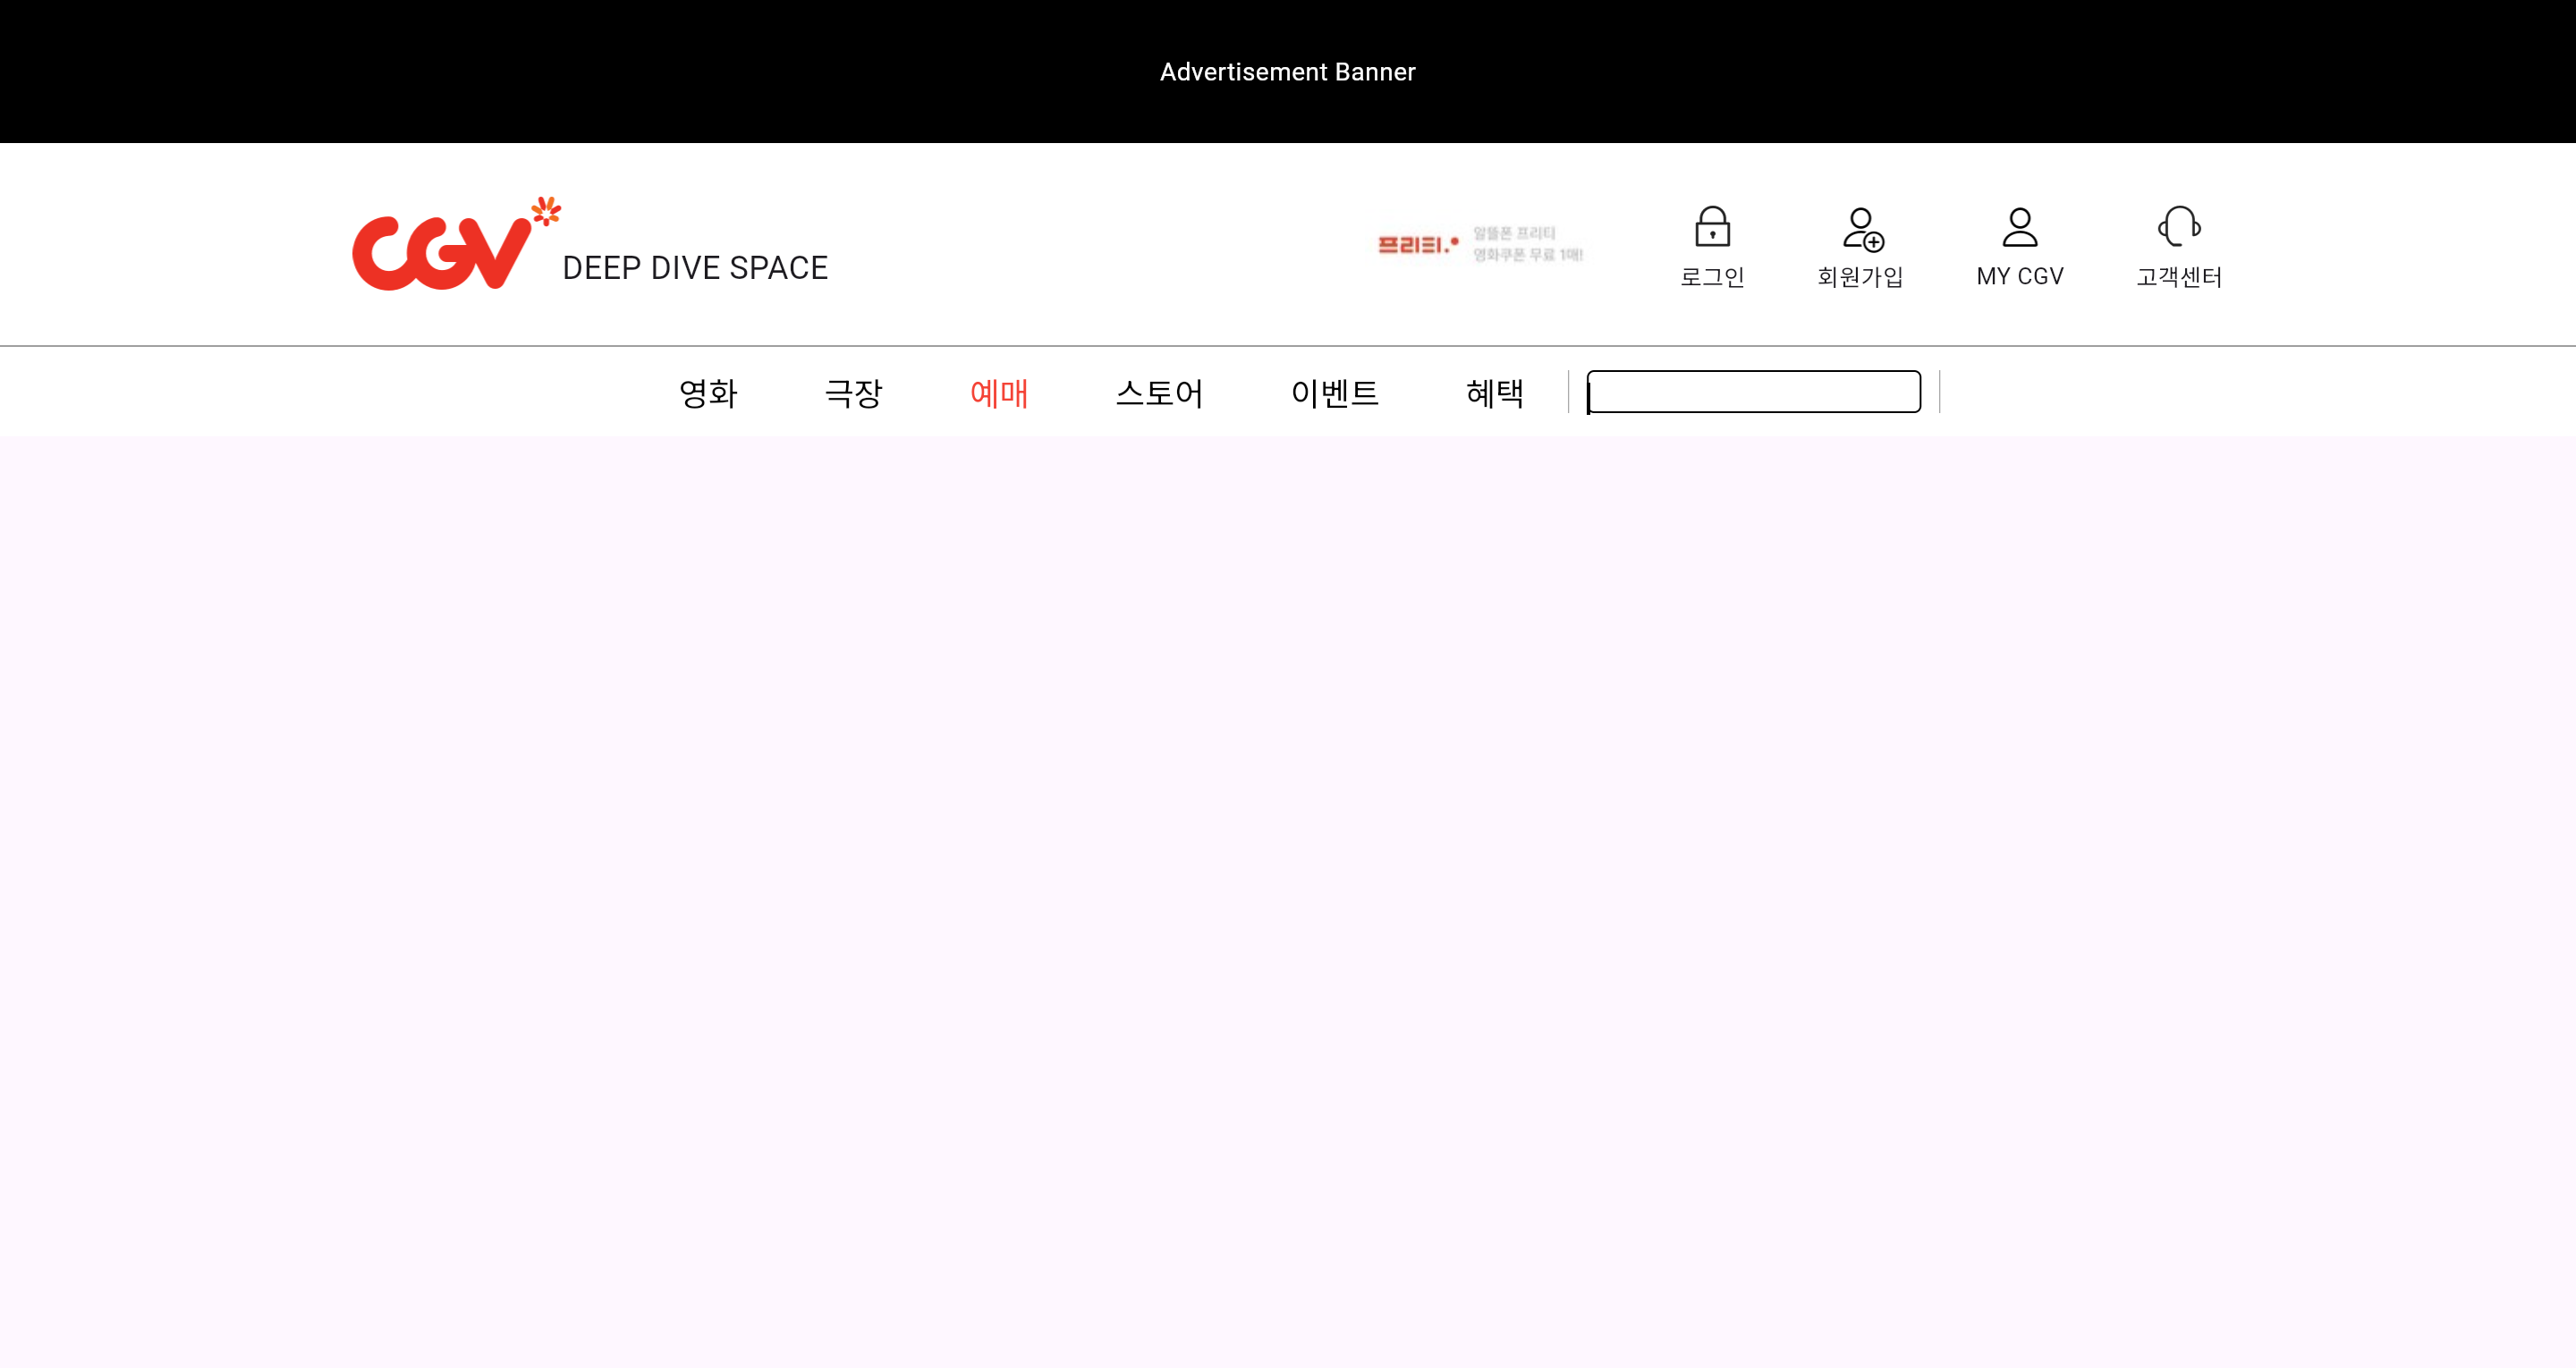 Advertisement Banner
CGV DEEP DIVE SPACE
프리티. 알뜰폰 프리티
영화쿠폰 무료 1매!
로그인 회원가입 MY CGV 고객센터
영화 극장 예매 스토어 이벤트 혜택